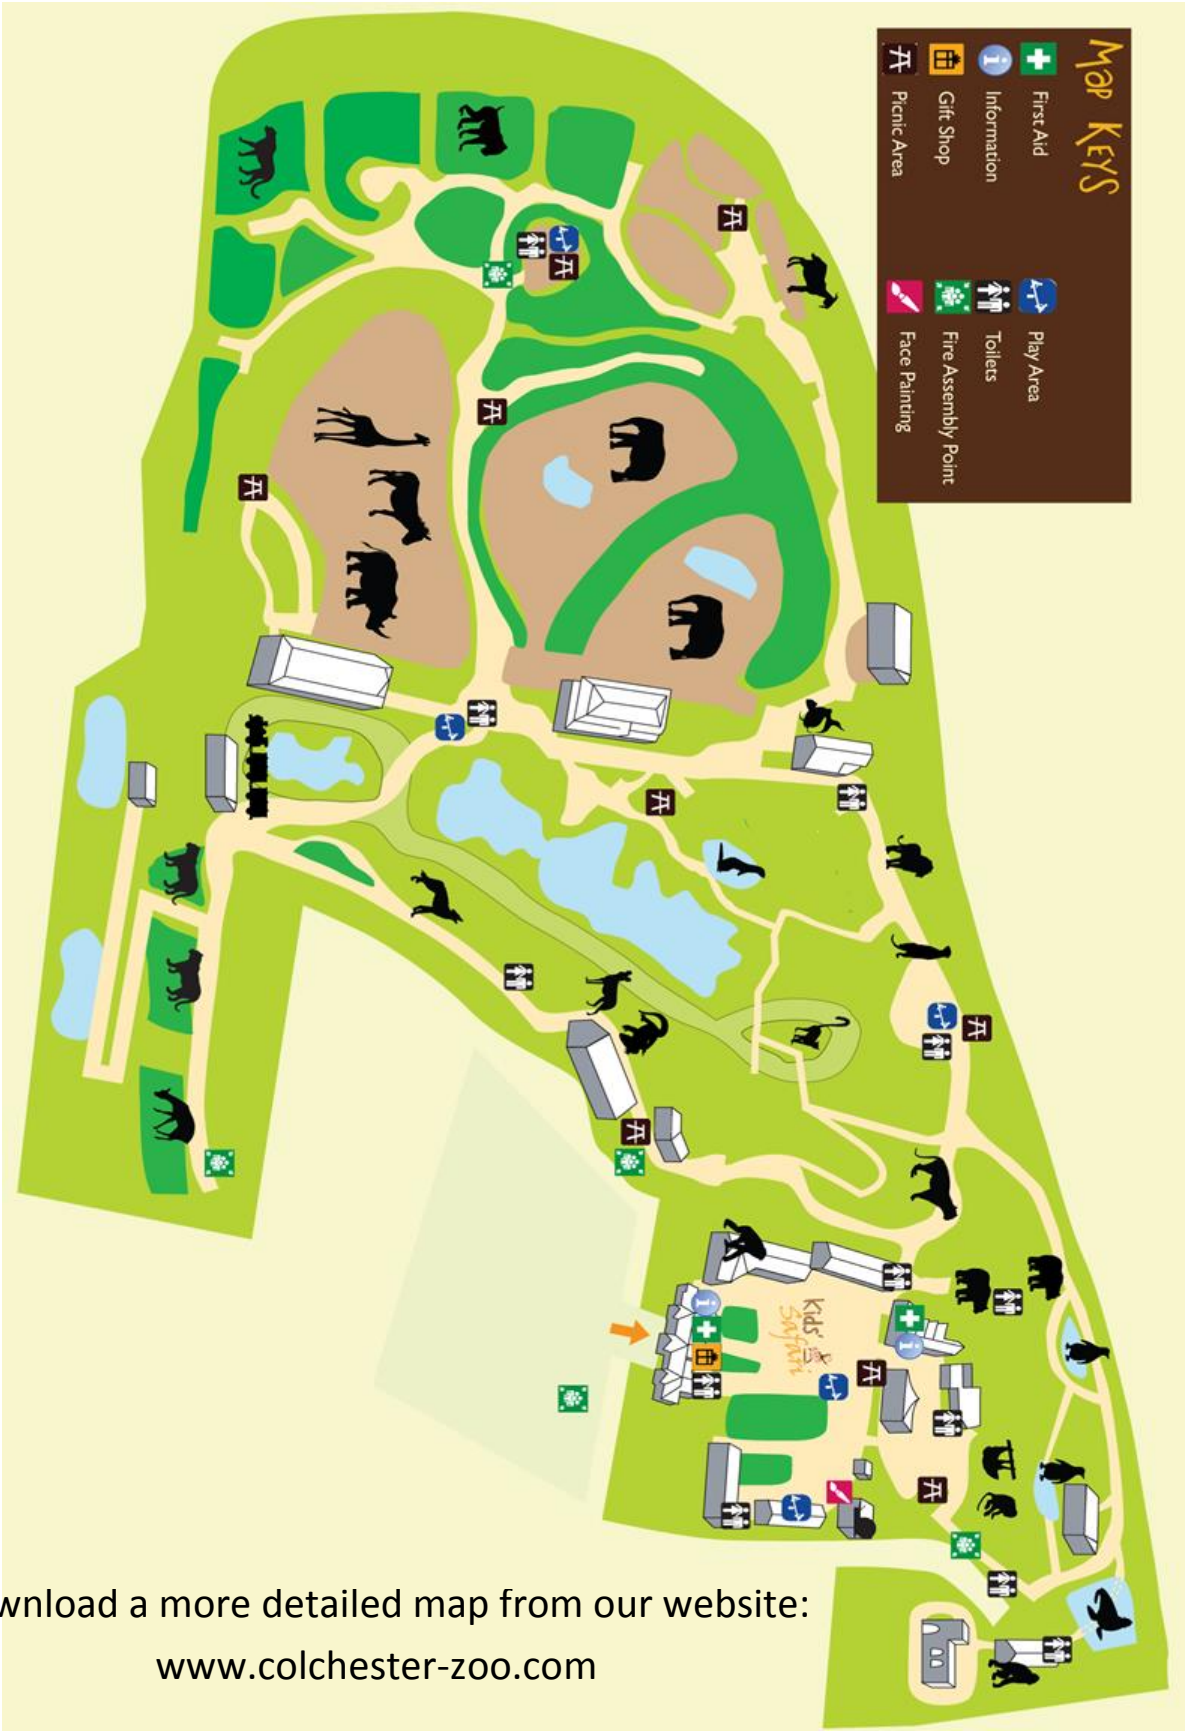 Map Keys
First Aid
Information
Gift Shop
Picnic Area
Play Area
Toilets
Fire Assembly Point
Face Painting
Kids'
Safari
wnload a more detailed map from our website:
www.colchester-zoo.com